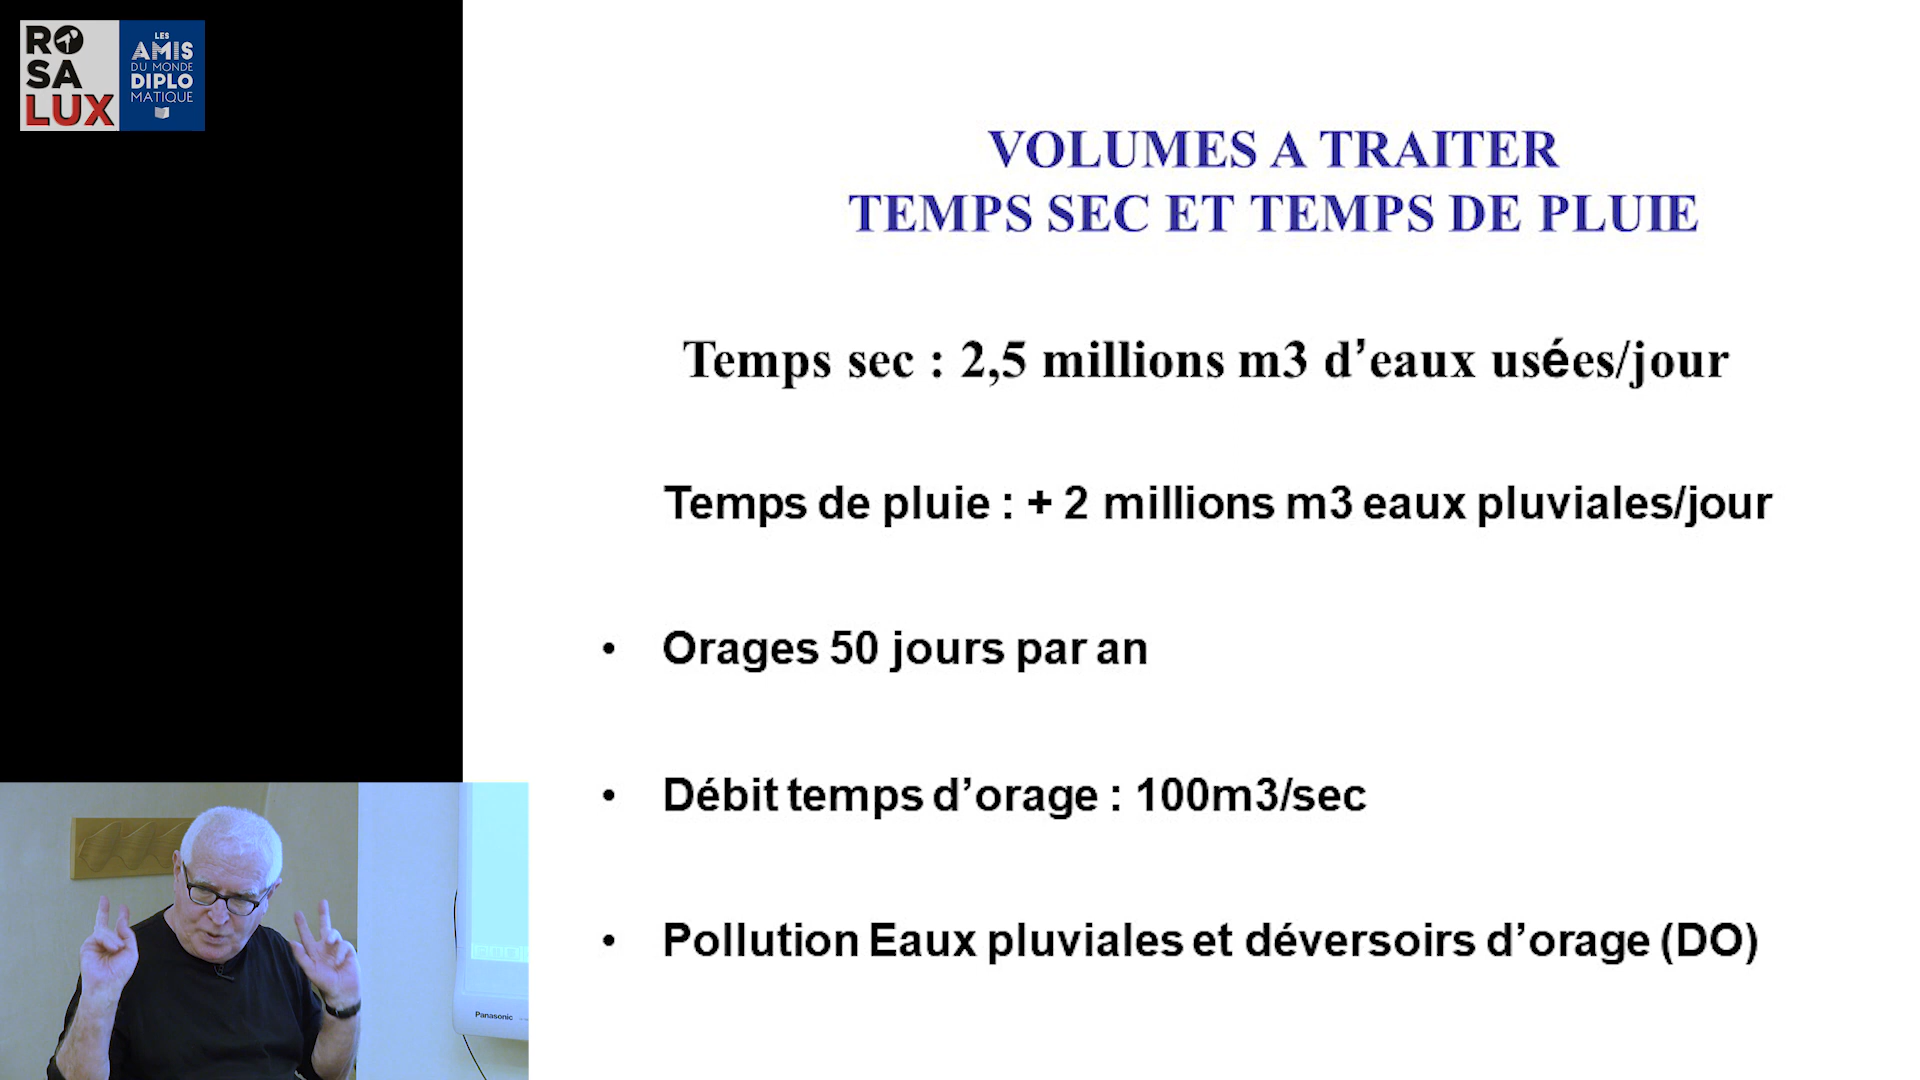 ROSA LUX
LES
AMIS
DU MONDE
DIPLO
MATIQUE
VOLUMES A TRAITER
TEMPS SEC ET TEMPS DE PLUIE
Temps sec : 2,5 millions m3 d’eaux usées/jour
Temps de pluie : + 2 millions m3 eaux pluviales/jour
• Orages 50 jours par an
• Débit temps d’orage : 100m3/sec
• Pollution Eaux pluviales et déversoirs d’orage (DO)
Panasonic